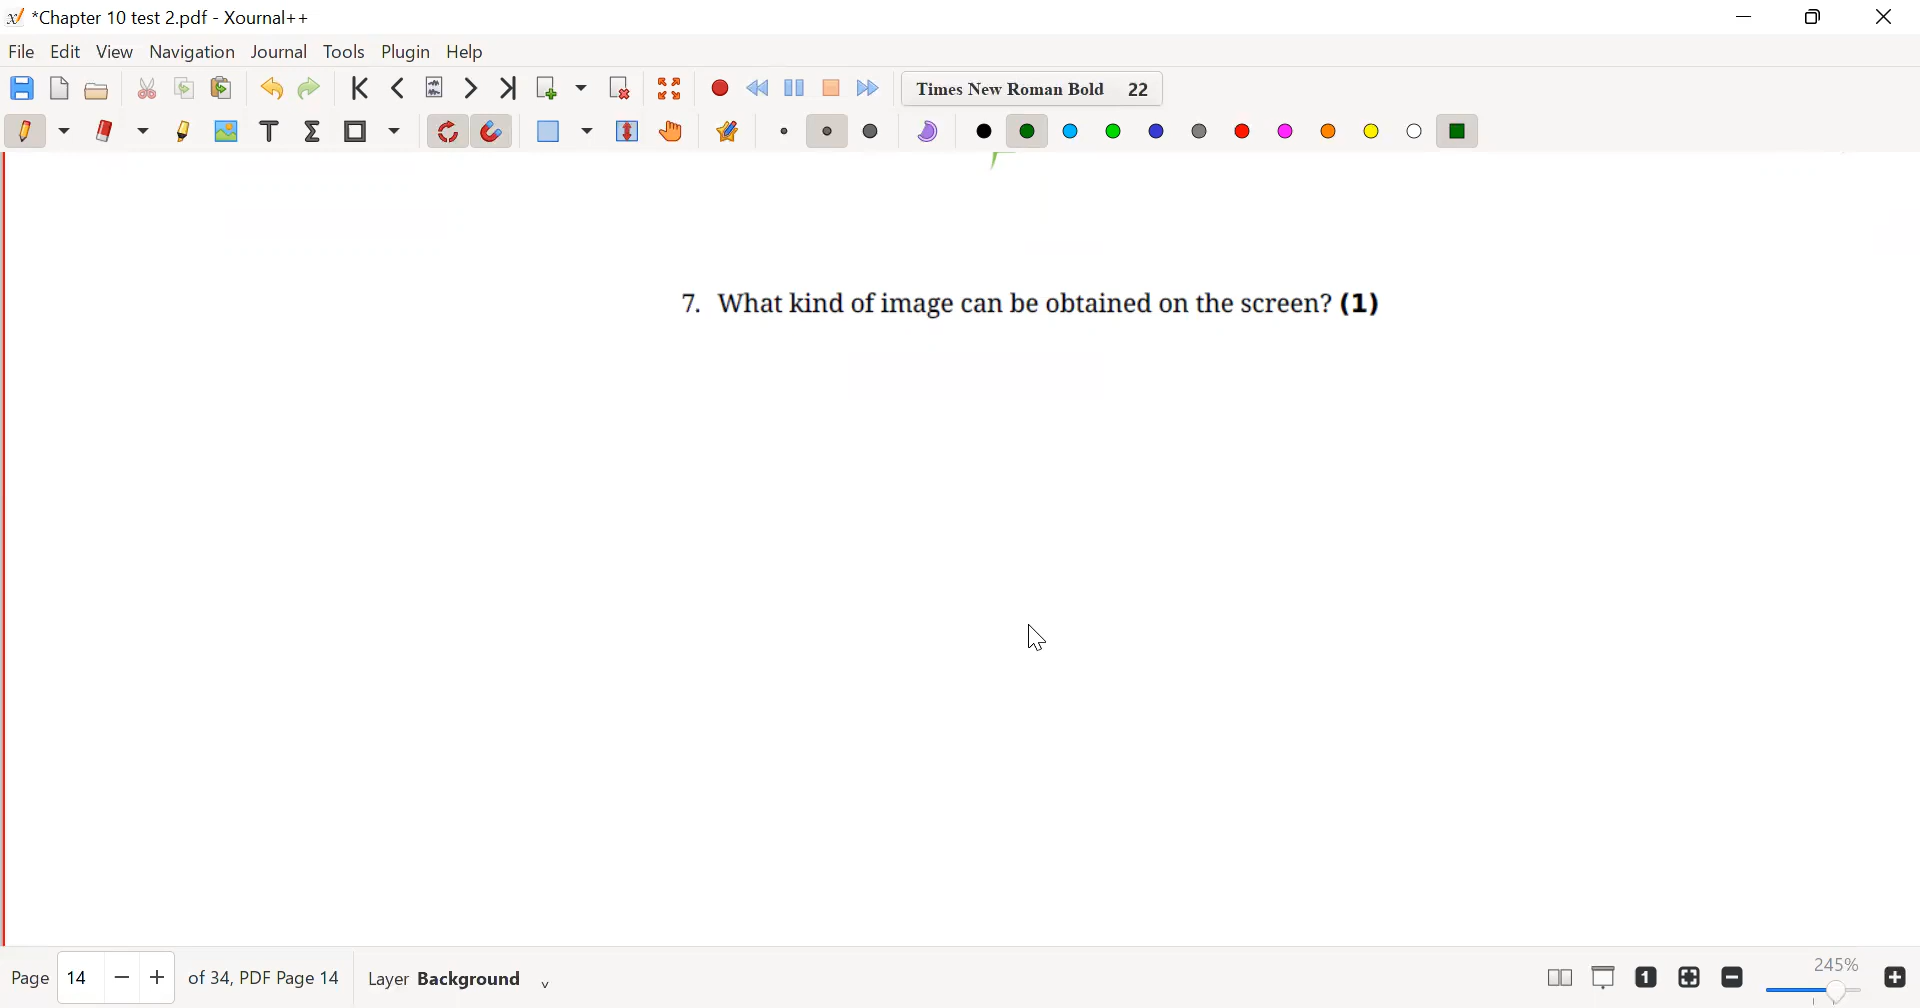 *Chapter 10 test 2.pdf - Xournal++
File Edit View Navigation Journal Tools Plugin Help
Times New Roman Bold 22
7. What kind of image can be obtained on the screen? (1)
Page 14 of 34, PDF Page 14 Layer Background 1 245%